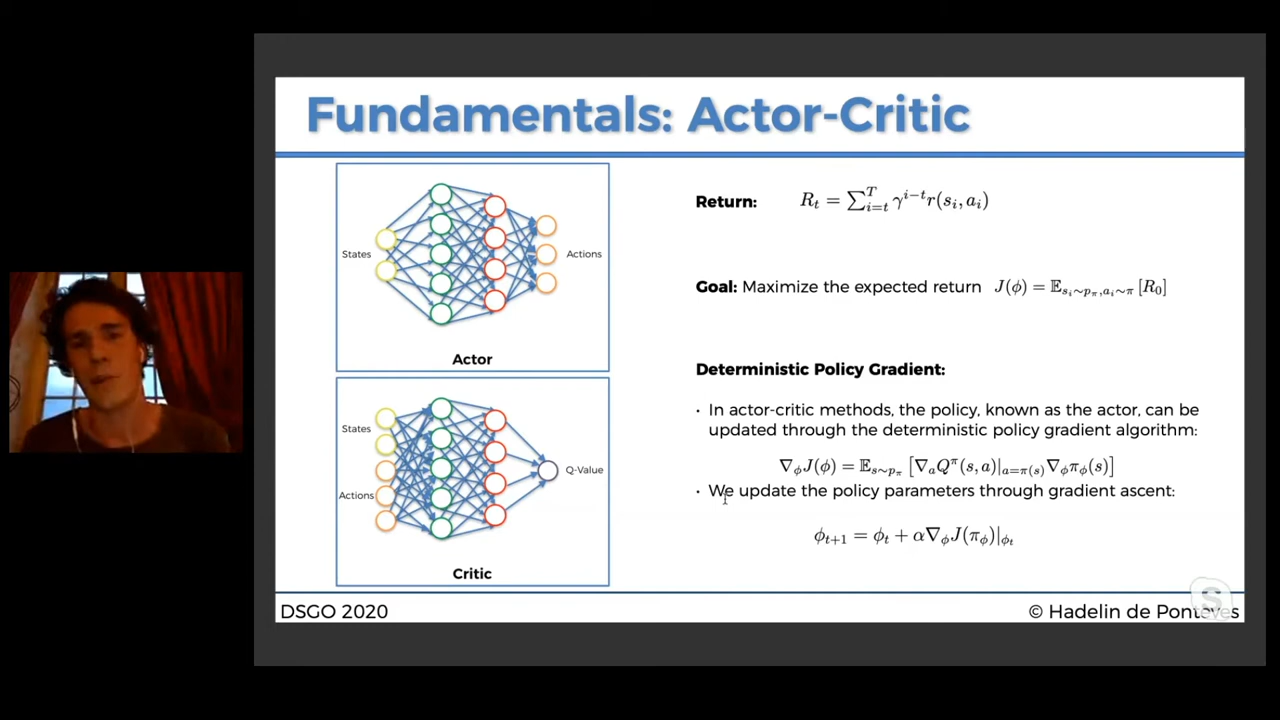 Fundamentals: Actor-Critic
States
Actions
Actor
States
Actions
Q-Value
Critic
Return: R_t = ∑_{i=t}^{T} γ^{i−t} r(s_i, a_i)
Goal: Maximize the expected return J(ϕ) = 𝔼_{s_i∼p_π, a_i∼π} [R_0]
Deterministic Policy Gradient:
· In actor-critic methods, the policy, known as the actor, can be
updated through the deterministic policy gradient algorithm:
∇_ϕ J(ϕ) = 𝔼_{s∼p_π} [∇_a Q^π(s, a)|_{a=π(s)} ∇_ϕ π_ϕ(s)]
· We update the policy parameters through gradient ascent:
ϕ_{t+1} = ϕ_t + α∇_ϕ J(π_ϕ)|_{ϕ_t}
DSGO 2020
© Hadelin de Ponteves